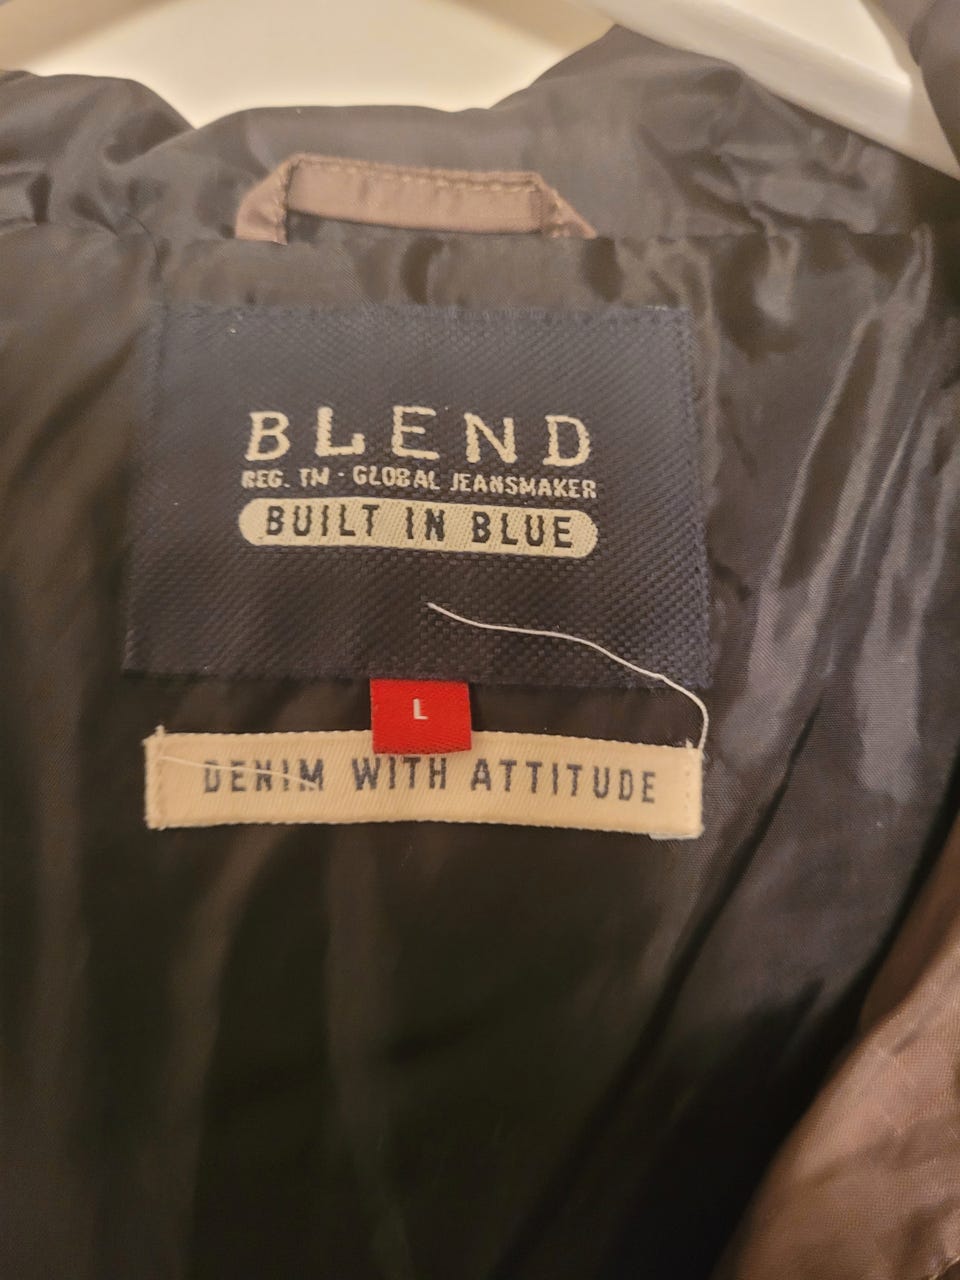 BLEND
REG. TM - GLOBAL JEANSMAKER
BUILT IN BLUE
L
DENIM WITH ATTITUDE